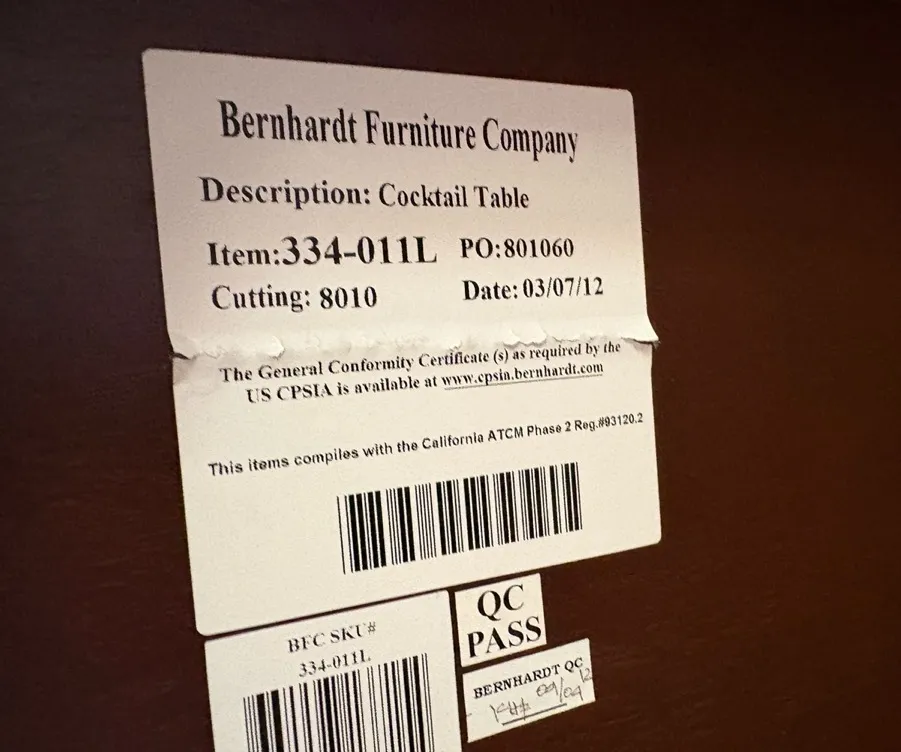 Bernhardt Furniture Company
Description: Cocktail Table
Item:334-011L PO:801060
Cutting: 8010 Date: 03/07/12
The General Conformity Certificate (s) as required by the
US CPSIA is available at www.cpsia.bernhardt.com
This items compiles with the California ATCM Phase 2 Reg.#93120.2
BFC SKU#
334-011L
QC
PASS
BERNHARDT QC